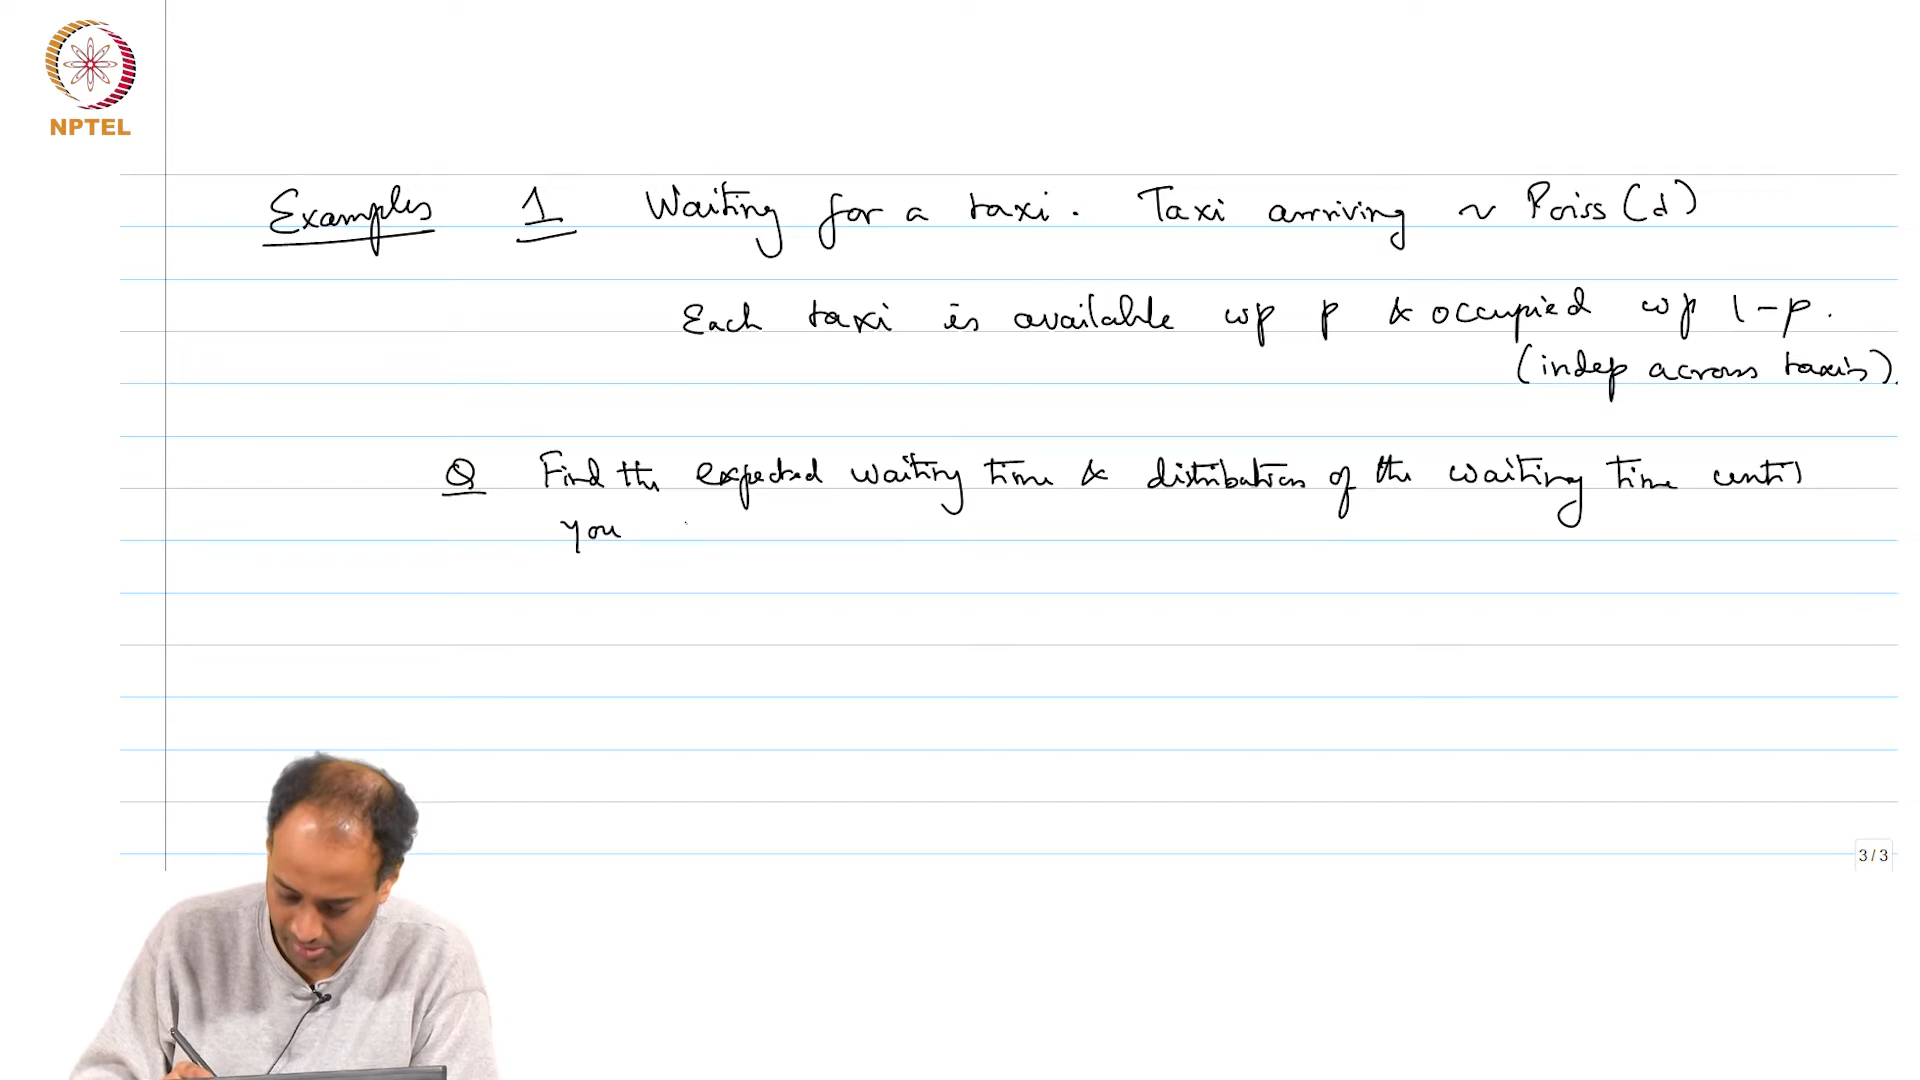 NPTEL
Examples 1 Waiting for a taxi. Taxi arriving ~ Poiss (λ)
Each taxi is available wp p & occupied wp 1-p.
(indep across taxis).
Q Find the expected waiting time & distribution of the waiting time until
you
3 / 3